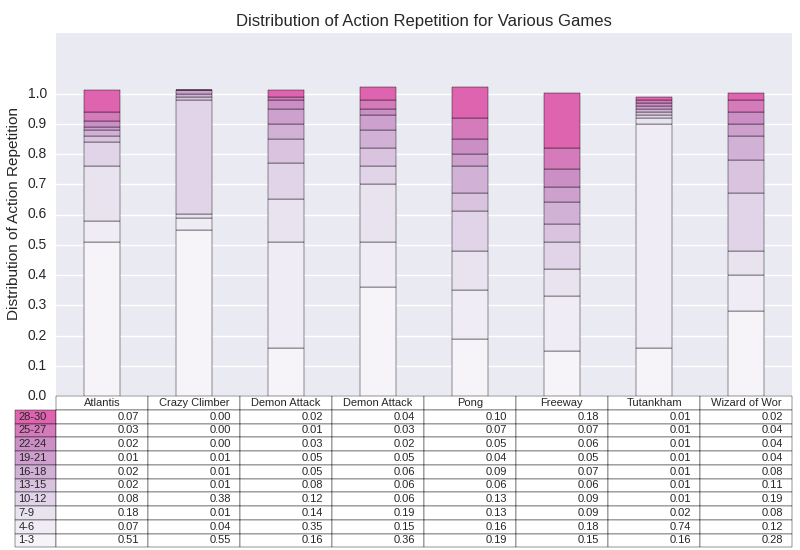 Distribution of Action Repetition for Various Games
Distribution of Action Repetition
1.0
0.9
0.8
0.7
0.6
0.5
0.4
0.3
0.2
0.1
0.0
Atlantis Crazy Climber Demon Attack Demon Attack Pong Freeway Tutankham Wizard of Wor
28-30 0.07 0.00 0.02 0.04 0.10 0.18 0.01 0.02
25-27 0.03 0.00 0.01 0.03 0.07 0.07 0.01 0.04
22-24 0.02 0.00 0.03 0.02 0.05 0.06 0.01 0.04
19-21 0.01 0.01 0.05 0.05 0.04 0.05 0.01 0.04
16-18 0.02 0.01 0.05 0.06 0.09 0.07 0.01 0.08
13-15 0.02 0.01 0.08 0.06 0.06 0.06 0.01 0.11
10-12 0.08 0.38 0.12 0.06 0.13 0.09 0.01 0.19
7-9 0.18 0.01 0.14 0.19 0.13 0.09 0.02 0.08
4-6 0.07 0.04 0.35 0.15 0.16 0.18 0.74 0.12
1-3 0.51 0.55 0.16 0.36 0.19 0.15 0.16 0.28